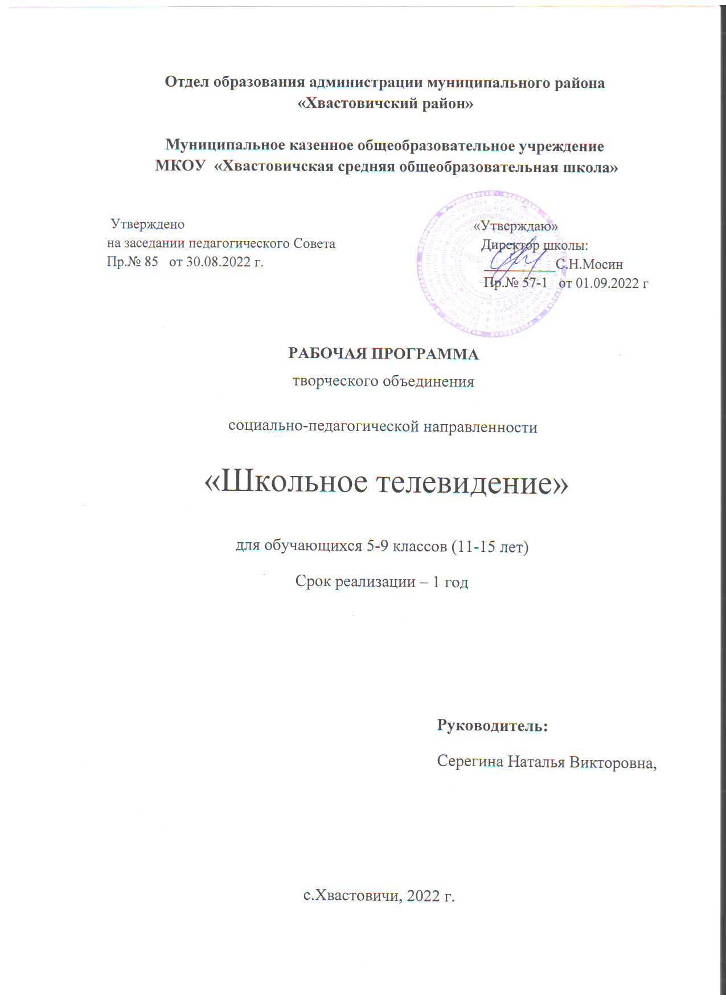 Отдел образования администрации муниципального района
«Хвастовичский район»
Муниципальное казенное общеобразовательное учреждение
МКОУ «Хвастовичская средняя общеобразовательная школа»
Утверждено
на заседании педагогического Совета
Пр.№ 85 от 30.08.2022 г.
«Утверждаю»
Директор школы:
__________С.Н.Мосин
Пр.№ 57-1 от 01.09.2022 г
РАБОЧАЯ ПРОГРАММА
творческого объединения
социально-педагогической направленности
«Школьное телевидение»
для обучающихся 5-9 классов (11-15 лет)
Срок реализации – 1 год
Руководитель:
Серегина Наталья Викторовна,
с.Хвастовичи, 2022 г.